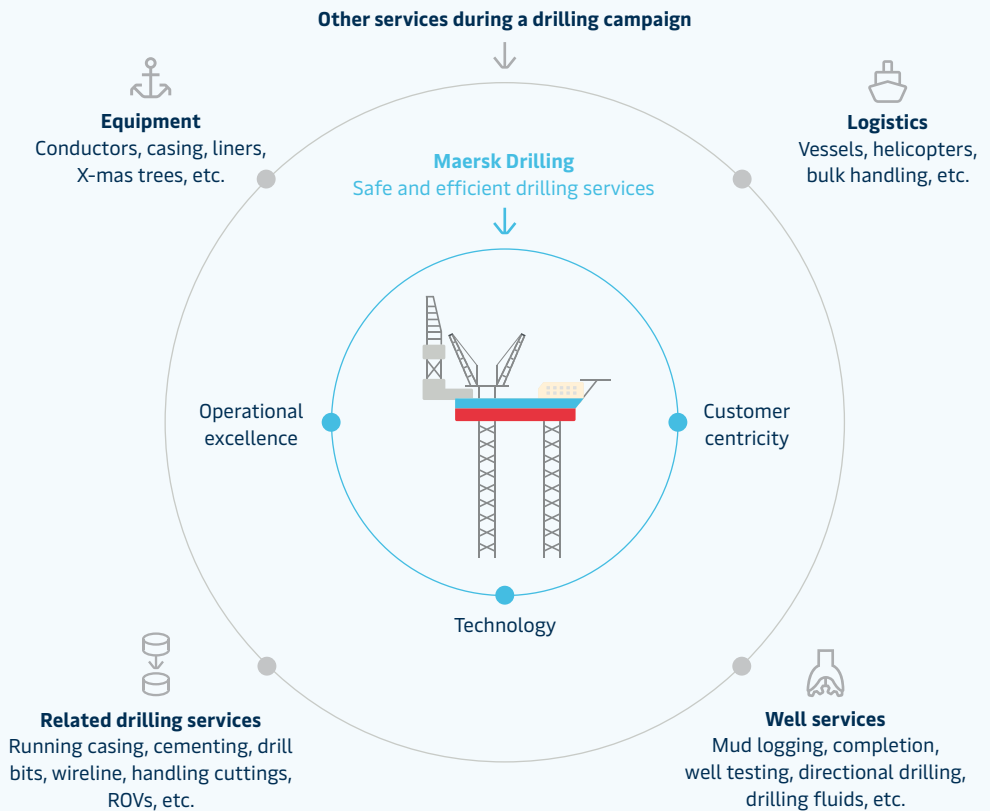 Other services during a drilling campaign
Equipment
Conductors, casing, liners,
X-mas trees, etc.
Logistics
Vessels, helicopters,
bulk handling, etc.
Maersk Drilling
Safe and efficient drilling services
Operational
excellence
Customer
centricity
Technology
Related drilling services
Running casing, cementing, drill
bits, wireline, handling cuttings,
ROVs, etc.
Well services
Mud logging, completion,
well testing, directional drilling,
drilling fluids, etc.